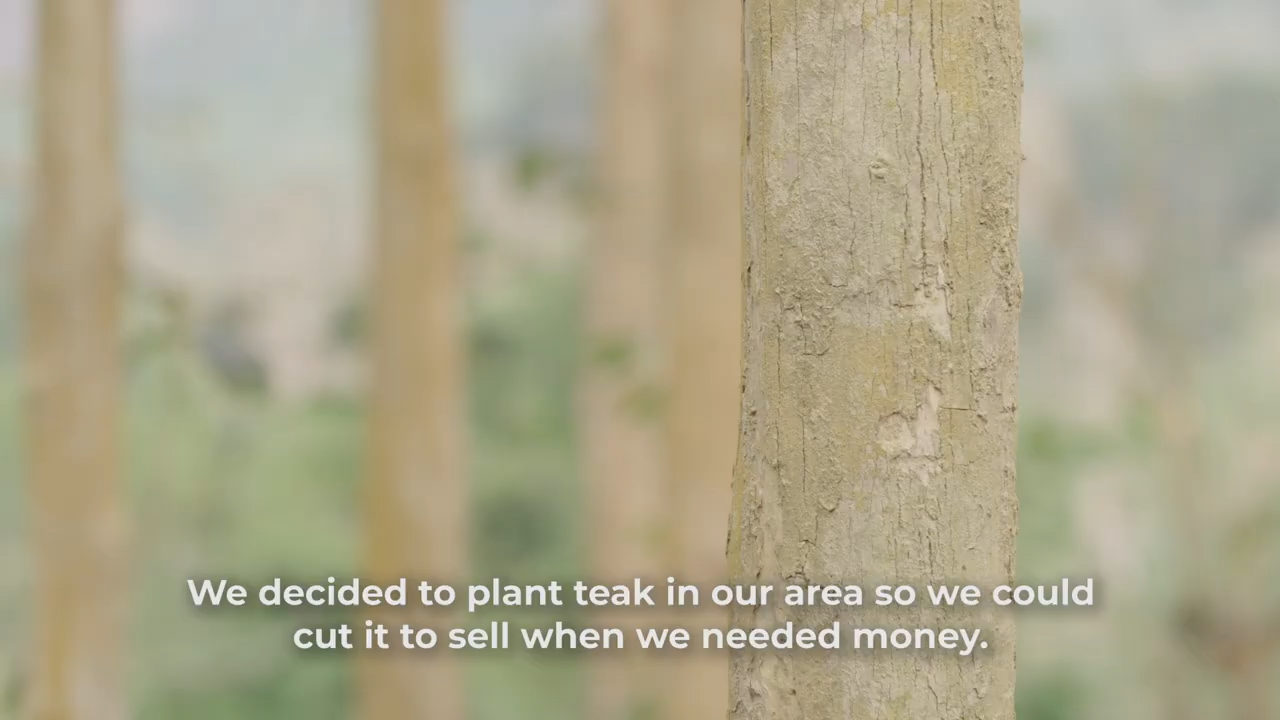 We decided to plant teak in our area so we could
cut it to sell when we needed money.